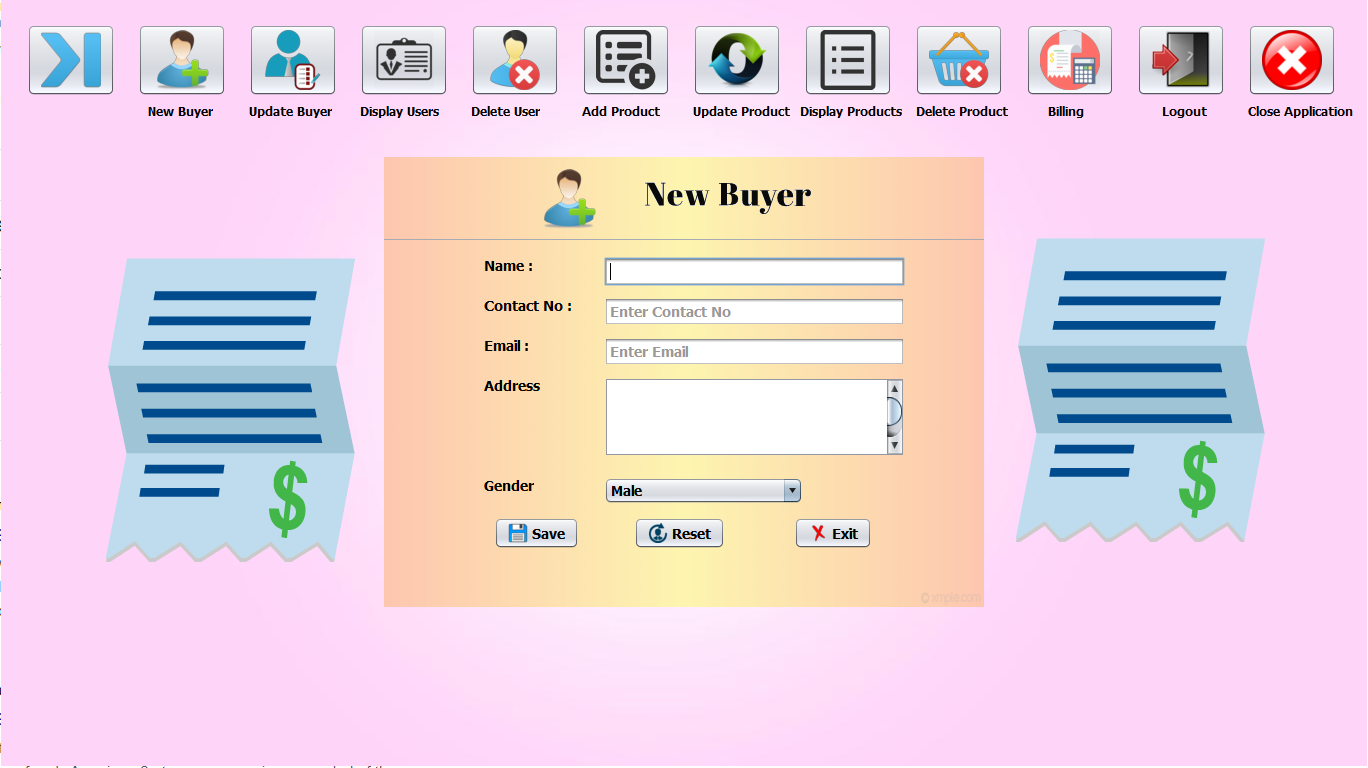 New Buyer
Update Buyer
Display Users
Delete User
Add Product
Update Product
Display Products
Delete Product
Billing
Logout
Close Application
New Buyer
Name :
Contact No :
Enter Contact No
Email :
Enter Email
Address
Gender
Male
Save
Reset
Exit